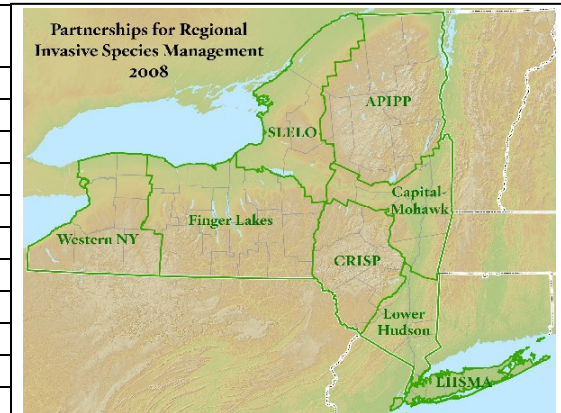 Partnerships for Regional
Invasive Species Management
2008
APIPP
SLELO
Capital-
Mohawk
Finger Lakes
Western NY
CRISP
Lower
Hudson
LIISMA